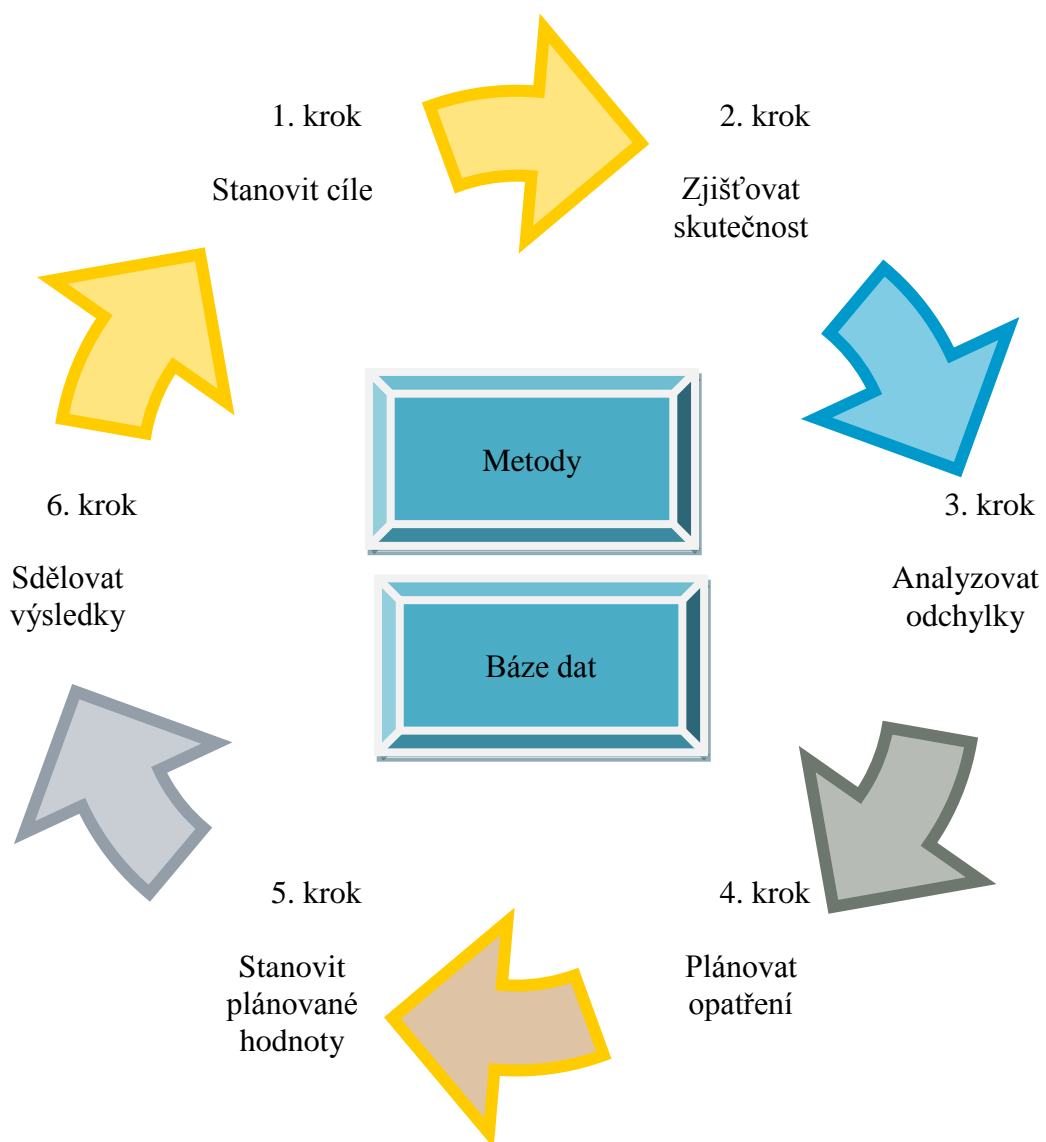 1. krok
Stanovit cíle
2. krok
Zjišťovat
skutečnost
3. krok
Analyzovat
odchylky
4. krok
Plánovat
opatření
5. krok
Stanovit
plánované
hodnoty
6. krok
Sdělovat
výsledky
Metody
Báze dat